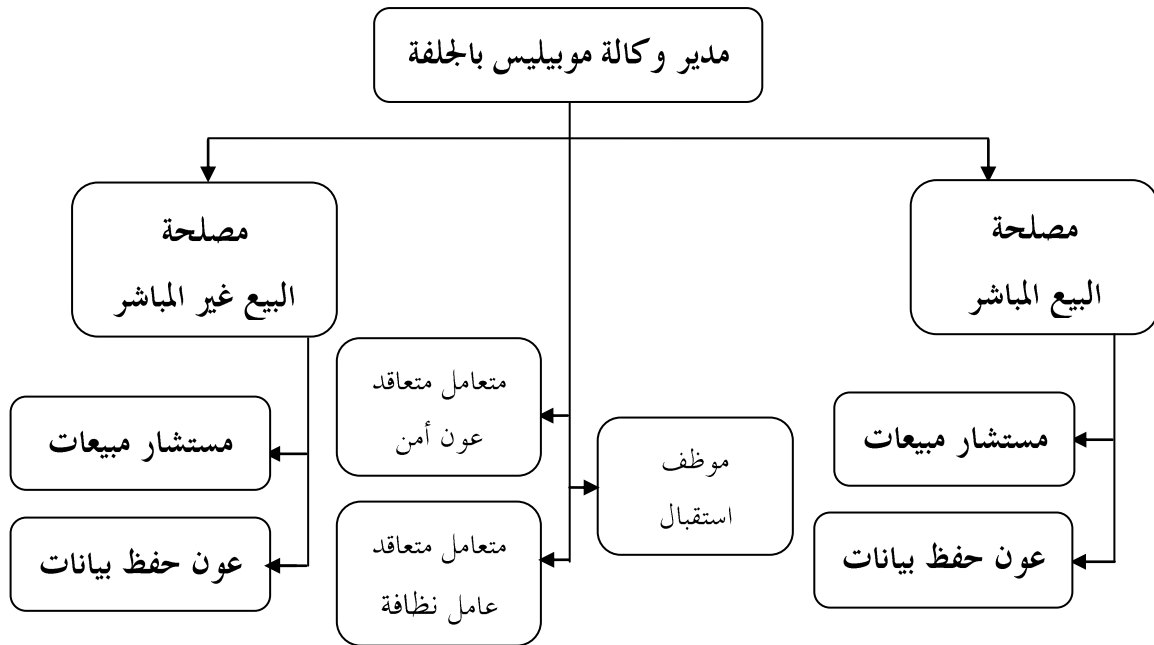 مدير وكالة موبيليس بالجلفة
مصلحة
البيع المباشر
مستشار مبيعات
عون حفظ بيانات
موظف
استقبال
متعامل متعاقد
عون أمن
متعامل متعاقد
عامل نظافة
مصلحة
البيع غير المباشر
مستشار مبيعات
عون حفظ بيانات